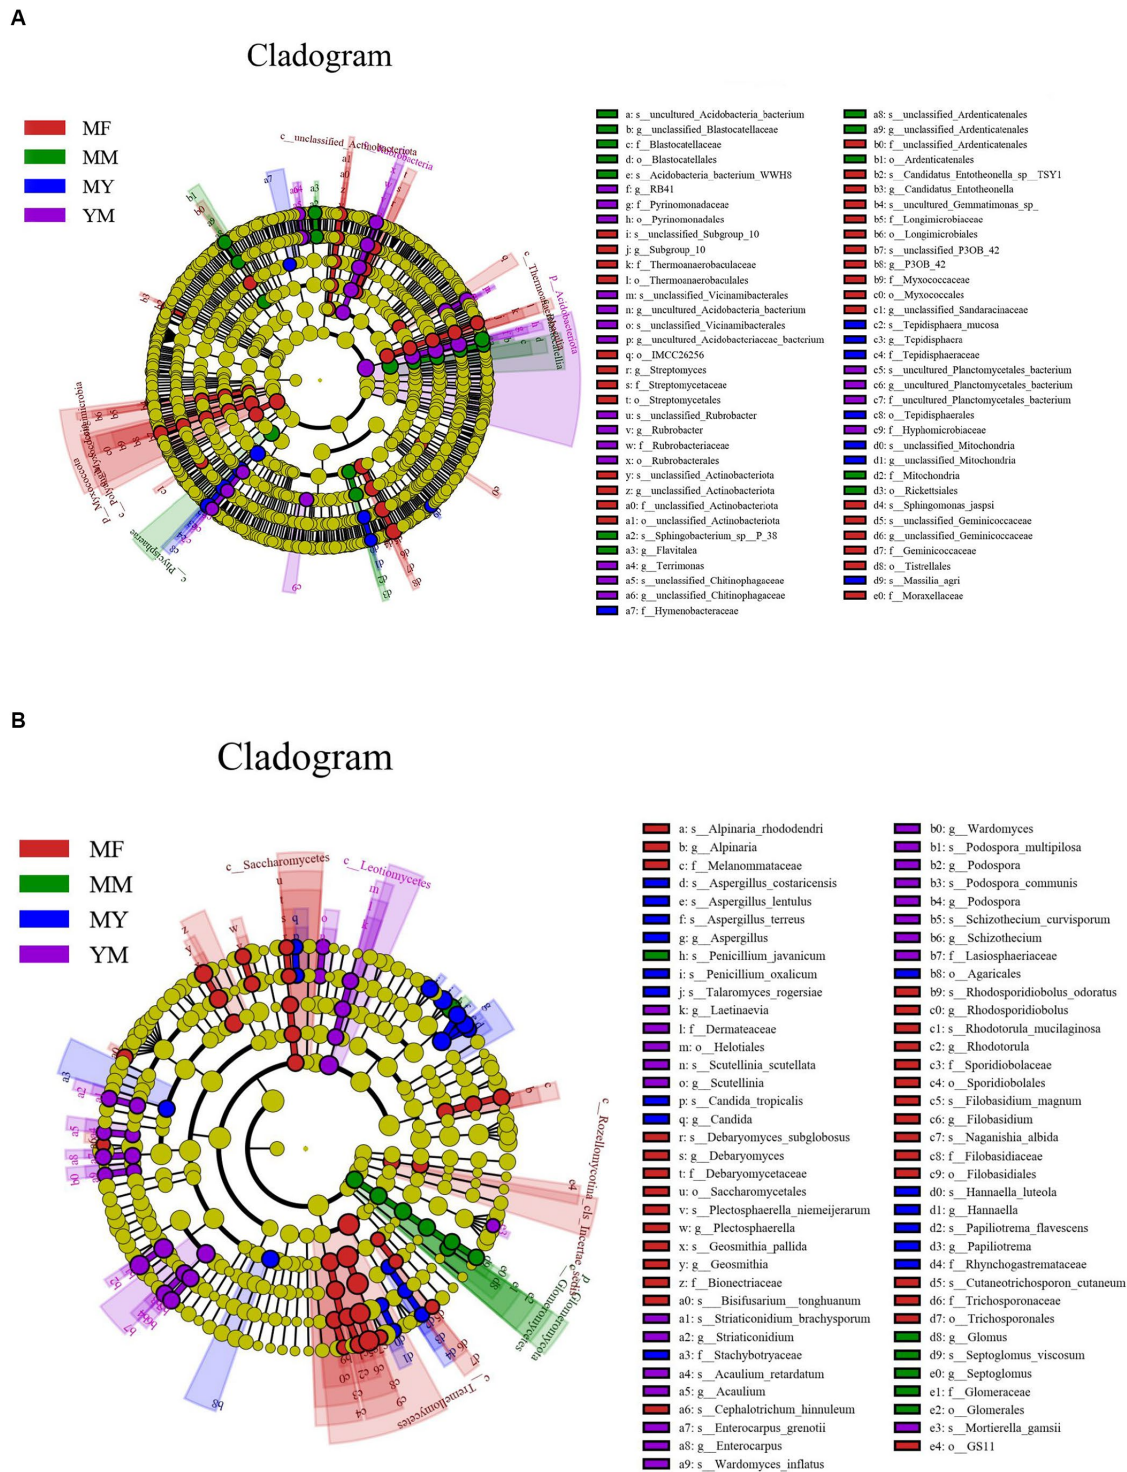 A
Cladogram
MF
MM
MY
YM
c__unclassified_Actinobacteriota
p__Acidobacteriota
p__Myxococcota
c__Phycisphaerae
a: s__uncultured_Acidobacteria_bacterium
b: g__unclassified_Blastocatellaceae
c: f__Blastocatellaceae
d: o__Blastocatellales
e: s__Acidobacteria_bacterium_WWH8
f: g__RB41
g: f__Pyrinomonadaceae
h: o__Pyrinomonadales
i: s__unclassified_Subgroup_10
j: g__Subgroup_10
k: f__Thermoanaerobaculaceae
l: o__Thermoanaerobaculales
m: s__unclassified_Vicinamibacterales
n: g__uncultured_Acidobacteria_bacterium
o: s__unclassified_Vicinamibacterales
p: g__uncultured_Acidobacteriaceae_bacterium
q: o__IMCC26256
r: g__Streptomyces
s: f__Streptomycetaceae
t: o__Streptomycetales
u: s__unclassified_Rubrobacter
v: g__Rubrobacter
w: f__Rubrobacteriaceae
x: o__Rubrobacterales
y: s__unclassified_Actinobacteriota
z: g__unclassified_Actinobacteriota
a0: f__unclassified_Actinobacteriota
a1: o__unclassified_Actinobacteriota
a2: s__Sphingobacterium_sp__P_38
a3: g__Flavitalea
a4: g__Terrimonas
a5: s__unclassified_Chitinophagaceae
a6: g__unclassified_Chitinophagaceae
a7: f__Hymenobacteraceae
a8: s__unclassified_Ardenticatenales
a9: g__unclassified_Ardenticatenales
b0: f__unclassified_Ardenticatenales
b1: o__Ardenticatenales
b2: s__Candidatus_Entotheonella_sp__TSY1
b3: g__Candidatus_Entotheonella
b4: s__uncultured_Gemmatimonas_sp_
b5: f__Longimicrobiaceae
b6: o__Longimicrobiales
b7: s__unclassified_P3OB_42
b8: g__P3OB_42
b9: f__Myxococcaceae
c0: o__Myxococcales
c1: g__unclassified_Sandaracinaceae
c2: s__Tepidisphaera_mucosa
c3: g__Tepidisphaera
c4: f__Tepidisphaeraceae
c5: s__uncultured_Planctomycetales_bacterium
c6: g__uncultured_Planctomycetales_bacterium
c7: f__uncultured_Planctomycetales_bacterium
c8: o__Tepidisphaerales
c9: f__Hyphomicrobiaceae
d0: s__unclassified_Mitochondria
d1: g__unclassified_Mitochondria
d2: f__Mitochondria
d3: o__Rickettsiales
d4: s__Sphingomonas_jaspsi
d5: s__unclassified_Geminicoccaceae
d6: g__unclassified_Geminicoccaceae
d7: f__Geminicoccaceae
d8: o__Tistrellales
d9: s__Massilia_agri
e0: f__Moraxellaceae
B
Cladogram
MF
MM
MY
YM
c__Saccharomycetes
c__Leotiomycetes
c__Rozellomycotina_cls_Incertae_sedis
p__Glomeromycota
c__Glomeromycetes
c__Tremellomycetes
a: s__Alpinaria_rhododendri
b: g__Alpinaria
c: f__Melanommataceae
d: s__Aspergillus_costaricensis
e: s__Aspergillus_lentulus
f: s__Aspergillus_terreus
g: g__Aspergillus
h: s__Penicillium_javanicum
i: s__Penicillium_oxalicum
j: s__Talaromyces_rogersiae
k: g__Laetinaevia
l: f__Dermateaceae
m: o__Helotiales
n: s__Scutellinia_scutellata
o: g__Scutellinia
p: s__Candida_tropicalis
q: g__Candida
r: s__Debaryomyces_subglobosus
s: g__Debaryomyces
t: f__Debaryomycetaceae
u: o__Saccharomycetales
v: s__Plectosphaerella_niemeijerarum
w: g__Plectosphaerella
x: s__Geosmithia_pallida
y: g__Geosmithia
z: f__Bionectriaceae
a0: s___Bisifusarium__tonghuanum
a1: s__Striaticonidium_brachysporum
a2: g__Striaticonidium
a3: f__Stachybotryaceae
a4: s__Acaulium_retardatum
a5: g__Acaulium
a6: s__Cephalotrichum_hinnuleum
a7: s__Enterocarpus_grenotii
a8: g__Enterocarpus
a9: s__Wardomyces_inflatus
b0: g__Wardomyces
b1: s__Podospora_multipilosa
b2: g__Podospora
b3: s__Podospora_communis
b4: g__Podospora
b5: s__Schizothecium_curvisporum
b6: g__Schizothecium
b7: f__Lasiosphaeriaceae
b8: o__Agaricales
b9: s__Rhodosporidiobolus_odoratus
c0: g__Rhodosporidiobolus
c1: s__Rhodotorula_mucilaginosa
c2: g__Rhodotorula
c3: f__Sporidiobolaceae
c4: o__Sporidiobolales
c5: s__Filobasidium_magnum
c6: g__Filobasidium
c7: s__Naganishia_albida
c8: f__Filobasidiaceae
c9: o__Filobasidiales
d0: s__Hannaella_luteola
d1: g__Hannaella
d2: s__Papiliotrema_flavescens
d3: g__Papiliotrema
d4: f__Rhynchogastremaceae
d5: s__Cutaneotrichosporon_cutaneum
d6: f__Trichosporonaceae
d7: o__Trichosporonales
d8: g__Glomus
d9: s__Septoglomus_viscosum
e0: g__Septoglomus
e1: f__Glomeraceae
e2: o__Glomerales
e3: s__Mortierella_gamsii
e4: o__GS11